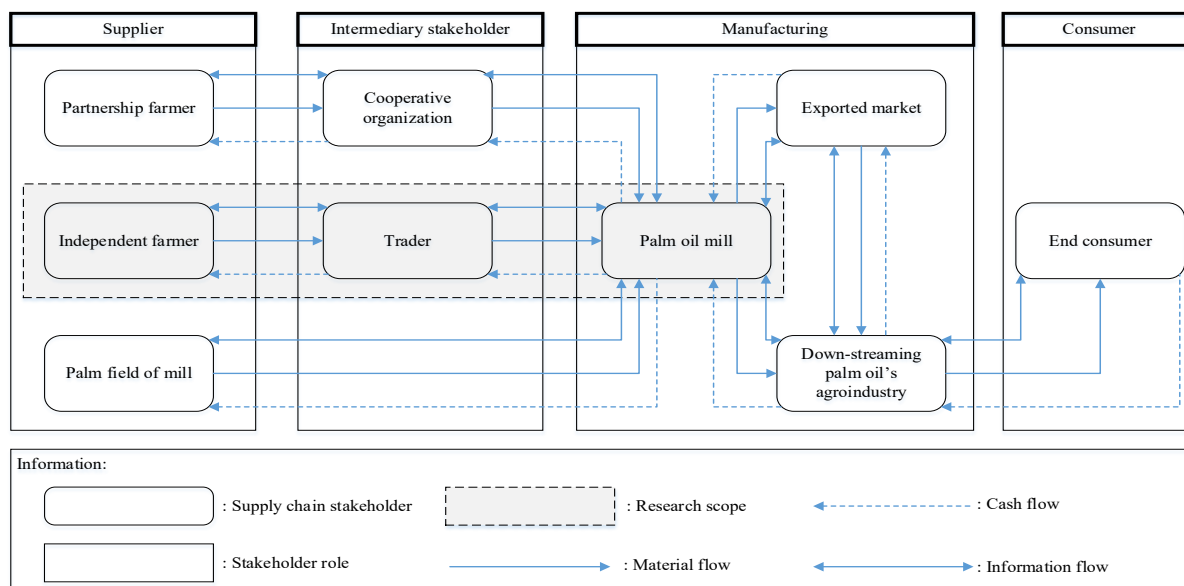 Supplier
Intermediary stakeholder
Manufacturing
Consumer
Partnership farmer
Cooperative
organization
Exported market
Independent farmer
Trader
Palm oil mill
End consumer
Palm field of mill
Down-streaming
palm oil’s
agroindustry
Information:
: Supply chain stakeholder
: Research scope
: Cash flow
: Stakeholder role
: Material flow
: Information flow